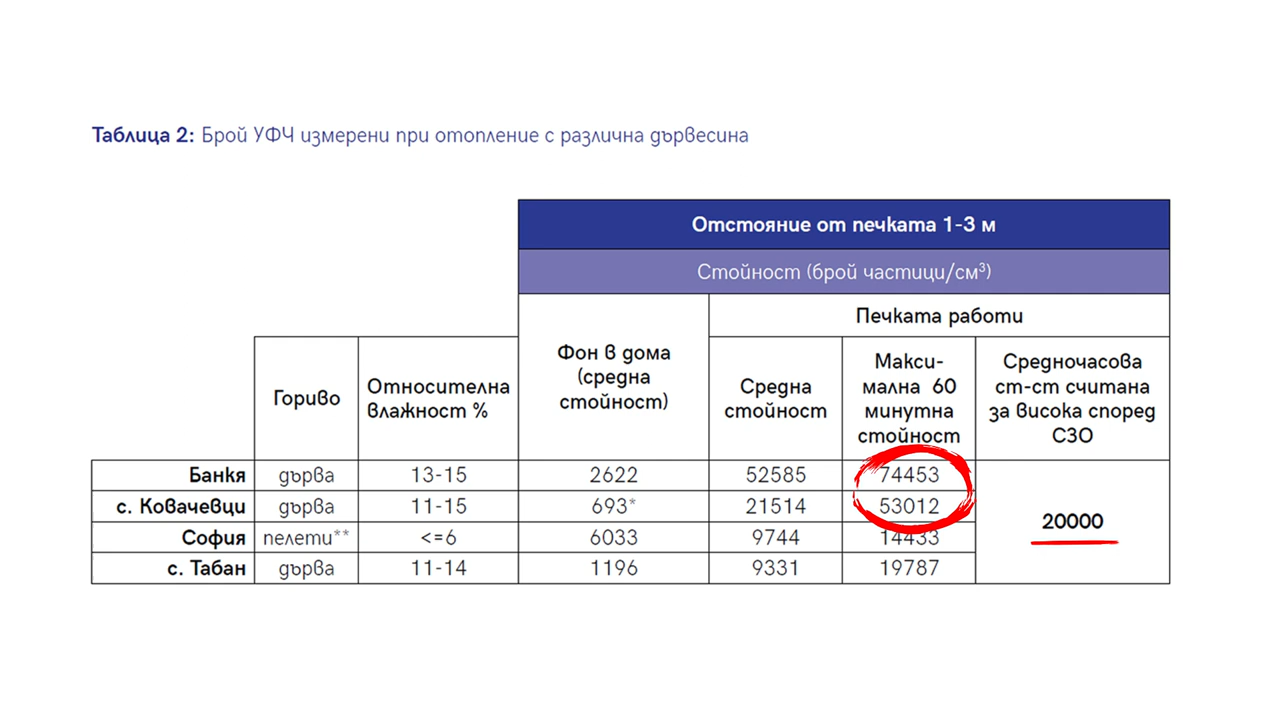 Таблица 2: Брой УФЧ измерени при отопление с различна дървесина
Отстояние от печката 1-3 м
Стойност (брой частици/см³)
Печката работи
Гориво
Относителна
влажност %
Фон в дома
(средна
стойност)
Средна
стойност
Макси-
мална 60
минутна
стойност
Средночасова
ст-ст считана
за висока според
СЗО
Банкя дърва 13-15 2622 52585 74453
с. Ковачевци дърва 11-15 693* 21514 53012
София пелети** <=6 6033 9744 14433
с. Табан дърва 11-14 1196 9331 19787
20000